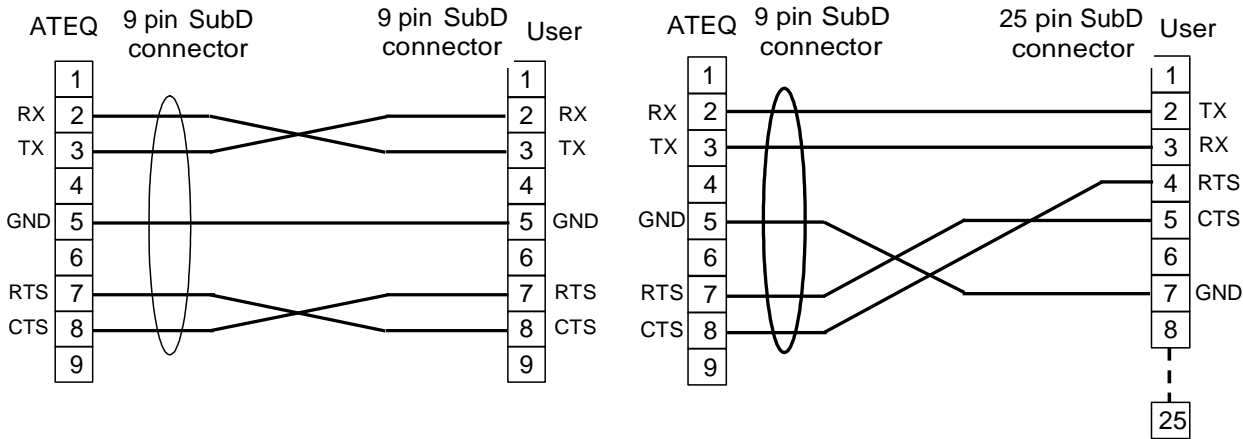 ATEQ
9 pin SubD
connector
9 pin SubD
connector
User
1
RX 2
TX 3
4
GND 5
6
RTS 7
CTS 8
9
1
2 RX
3 TX
4
5 GND
6
7 RTS
8 CTS
9
ATEQ
9 pin SubD
connector
25 pin SubD
connector
User
1
RX 2
TX 3
4
GND 5
6
RTS 7
CTS 8
9
1
2 TX
3 RX
4 RTS
5 CTS
6
7 GND
8
25